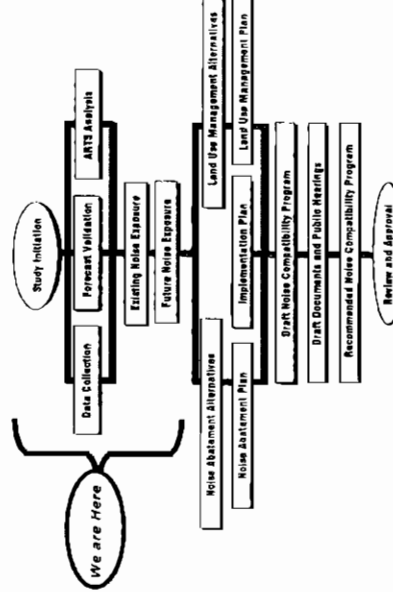 Study Initiation
Data Collection
Forecast Validation
ARTS Analysis
Existing Noise Exposure
Future Noise Exposure
We are Here
Noise Abatement Alternatives
Land Use Management Alternatives
Noise Abatement Plan
Implementation Plan
Land Use Management Plan
Draft Noise Compatibility Program
Draft Documents and Public Hearings
Recommended Noise Compatibility Program
Review and Approval